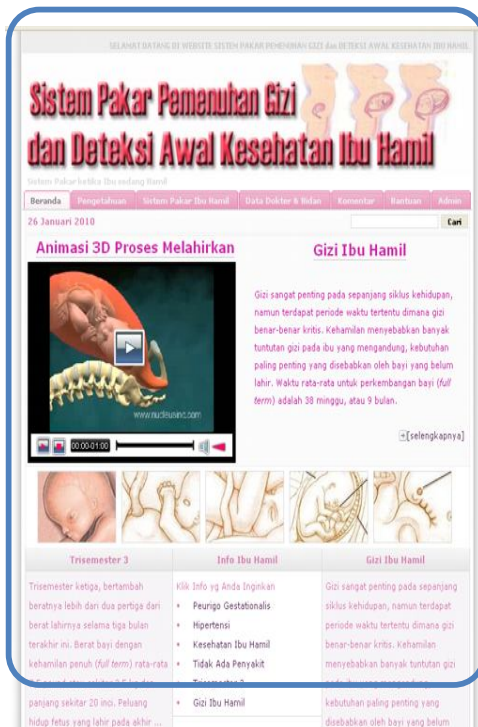 SELAMAT DATANG DI WEBSITE SISTEM PAKAR PEMENUHAN GIZI dan DETEKSI AWAL KESEHATAN IBU HAMIL
Sistem Pakar Pemenuhan Gizi
dan Deteksi Awal Kesehatan Ibu Hamil
Sistem Pakar ketika Ibu sedang Hamil
Beranda Pengetahuan Sistem Pakar Ibu Hamil Data Dokter & Bidan Komentar Bantuan Admin
26 Januari 2010 Cari
Animasi 3D Proses Melahirkan
www.nucleusinc.com
00:00-01:00
Gizi Ibu Hamil
Gizi sangat penting pada sepanjang siklus kehidupan,
namun terdapat periode waktu tertentu dimana gizi
benar-benar kritis. Kehamilan menyebabkan banyak
tuntutan gizi pada ibu yang mengandung, kebutuhan
paling penting yang disebabkan oleh bayi yang belum
lahir. Waktu rata-rata untuk perkembangan bayi (full
term) adalah 38 minggu, atau 9 bulan.
[selengkapnya]
Trisemester 3
Trisemester ketiga, bertambah
beratnya lebih dari dua pertiga dari
berat lahirnya selama tiga bulan
terakhir ini. Berat bayi dengan
kehamilan penuh (full term) rata-rata
panjang sekitar 20 inci. Peluang
hidup fetus yang lahir pada akhir ...
Info Ibu Hamil
Klik Info yg Anda Inginkan
Peurigo Gestationalis
Hipertensi
Kesehatan Ibu Hamil
Tidak Ada Penyakit
Trisemester 3
Gizi Ibu Hamil
Gizi Ibu Hamil
Gizi sangat penting pada sepanjang
siklus kehidupan, namun terdapat
periode waktu tertentu dimana gizi
benar-benar kritis. Kehamilan
menyebabkan banyak tuntutan gizi
pada ibu yang mengandung,
kebutuhan paling penting yang
disebabkan oleh bayi yang belum